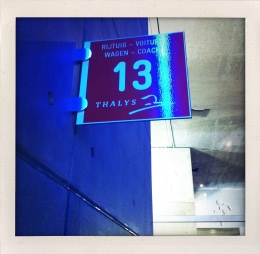 RIJTUIG - VOITURE
WAGEN - COACH
13
THALYS